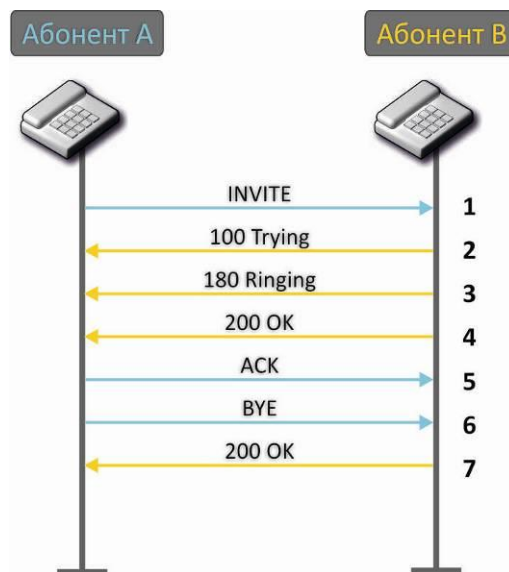 Абонент А
Абонент В
INVITE
1
100 Trying
2
180 Ringing
3
200 OK
4
ACK
5
BYE
6
200 OK
7